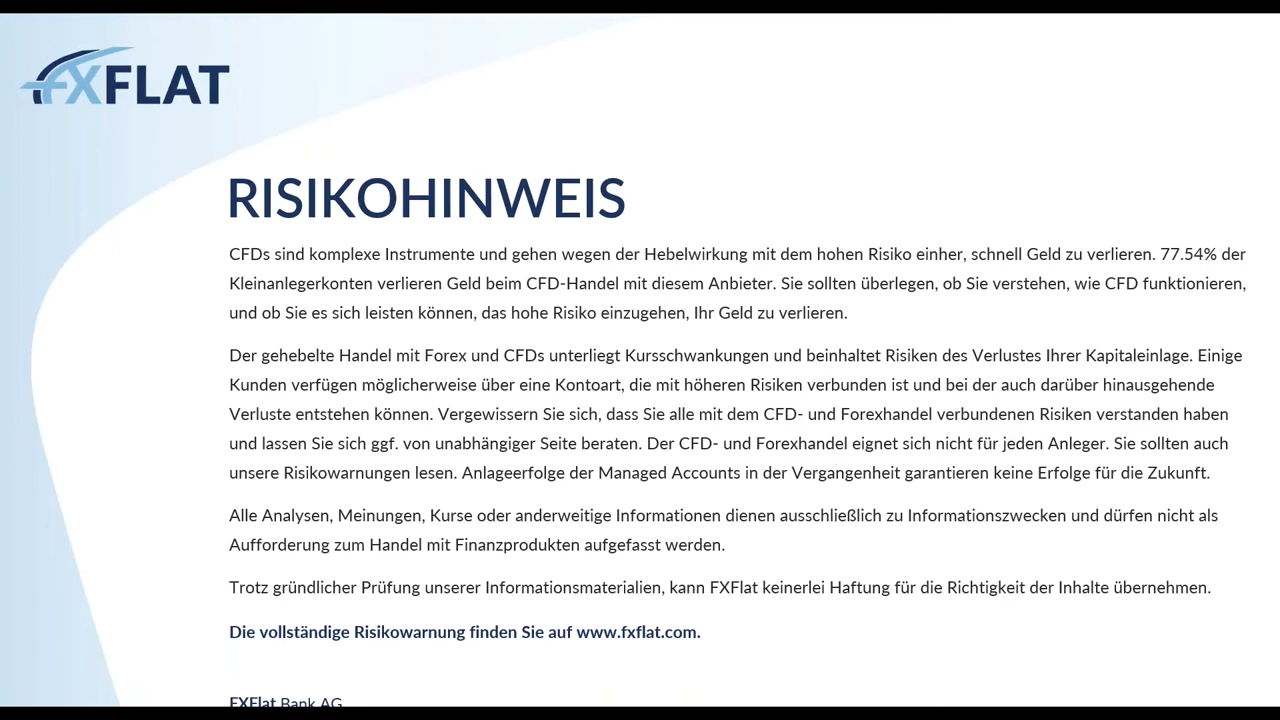 FXFLAT
RISIKOHINWEIS
CFDs sind komplexe Instrumente und gehen wegen der Hebelwirkung mit dem hohen Risiko einher, schnell Geld zu verlieren. 77.54% der
Kleinanlegerkonten verlieren Geld beim CFD-Handel mit diesem Anbieter. Sie sollten überlegen, ob Sie verstehen, wie CFD funktionieren,
und ob Sie es sich leisten können, das hohe Risiko einzugehen, Ihr Geld zu verlieren.
Der gehebelte Handel mit Forex und CFDs unterliegt Kursschwankungen und beinhaltet Risiken des Verlustes Ihrer Kapitaleinlage. Einige
Kunden verfügen möglicherweise über eine Kontoart, die mit höheren Risiken verbunden ist und bei der auch darüber hinausgehende
Verluste entstehen können. Vergewissern Sie sich, dass Sie alle mit dem CFD- und Forexhandel verbundenen Risiken verstanden haben
und lassen Sie sich ggf. von unabhängiger Seite beraten. Der CFD- und Forexhandel eignet sich nicht für jeden Anleger. Sie sollten auch
unsere Risikowarnungen lesen. Anlageerfolge der Managed Accounts in der Vergangenheit garantieren keine Erfolge für die Zukunft.
Alle Analysen, Meinungen, Kurse oder anderweitige Informationen dienen ausschließlich zu Informationszwecken und dürfen nicht als
Aufforderung zum Handel mit Finanzprodukten aufgefasst werden.
Trotz gründlicher Prüfung unserer Informationsmaterialien, kann FXFlat keinerlei Haftung für die Richtigkeit der Inhalte übernehmen.
Die vollständige Risikowarnung finden Sie auf www.fxflat.com.
FXFlat Bank AG